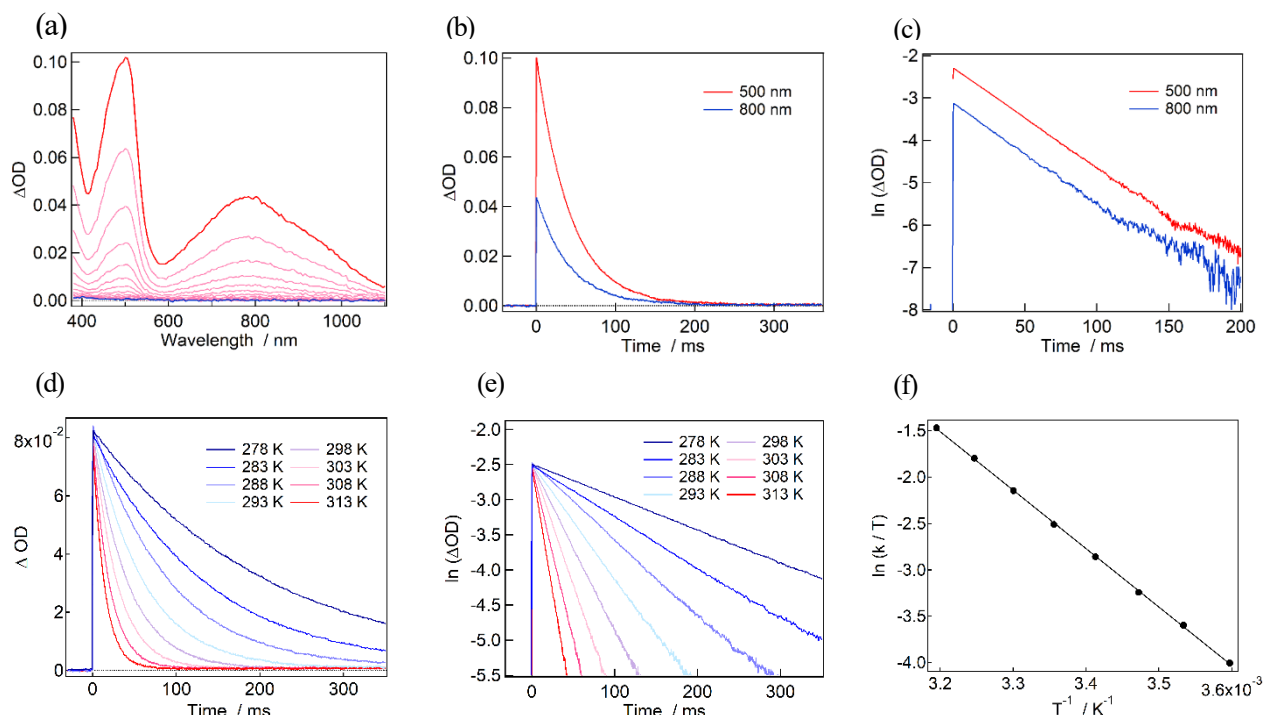 (a)
0.10
0.08
0.06
0.04
0.02
0.00
ΔOD
400
600
800
1000
Wavelength / nm
(b)
0.10
0.08
0.06
0.04
0.02
0.00
ΔOD
500 nm
800 nm
0
100
200
300
Time / ms
(c)
-2
-3
-4
-5
-6
-7
-8
ln (ΔOD)
500 nm
800 nm
0
50
100
150
200
Time / ms
(d)
8x10⁻²
6
4
2
0
Δ OD
278 K
283 K
288 K
293 K
298 K
303 K
308 K
313 K
0
100
200
300
Time / ms
(e)
-2.0
-2.5
-3.0
-3.5
-4.0
-4.5
-5.0
-5.5
ln (ΔOD)
278 K
283 K
288 K
293 K
298 K
303 K
308 K
313 K
0
100
200
300
Time / ms
(f)
-1.5
-2.0
-2.5
-3.0
-3.5
-4.0
ln (k / T)
3.2
3.3
3.4
3.5
3.6x10⁻³
T⁻¹ / K⁻¹